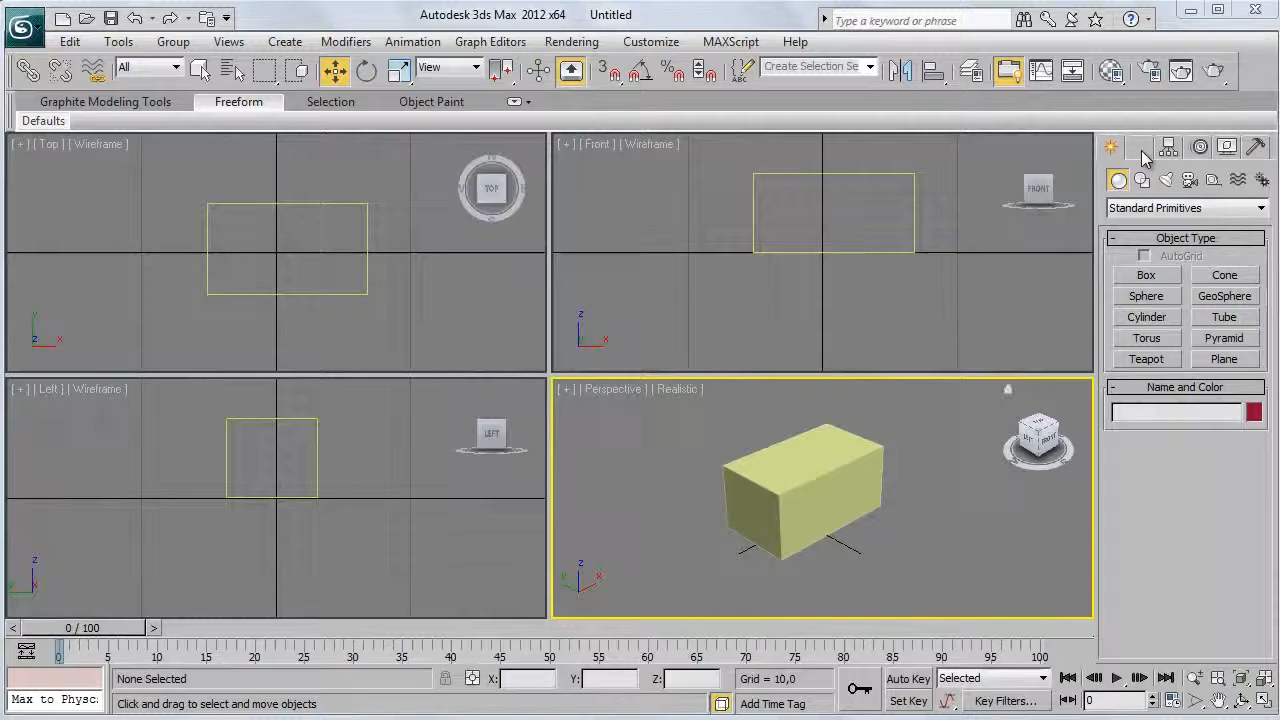 Autodesk 3ds Max 2012 x64 Untitled
Type a keyword or phrase
Edit Tools Group Views Create Modifiers Animation Graph Editors Rendering Customize MAXScript Help
All View Create Selection Se
Graphite Modeling Tools Freeform Selection Object Paint
Defaults
[ + ] [ Top ] [ Wireframe ]
TOP
[ + ] [ Front ] [ Wireframe ]
FRONT
y
z x
z
x
[ + ] [ Left ] [ Wireframe ]
LEFT
z
y x
[ + ] [ Perspective ] [ Realistic ]
z
y x
Standard Primitives
- Object Type
AutoGrid
Box Cone
Sphere GeoSphere
Cylinder Tube
Torus Pyramid
Teapot Plane
- Name and Color
< 0 / 100 >
0 5 10 15 20 25 30 35 40 45 50 55 60 65 70 75 80 85 90 95 100
None Selected X: Y: Z: Grid = 10,0 Auto Key Selected
Max to Physc Click and drag to select and move objects Add Time Tag Set Key Key Filters... 0